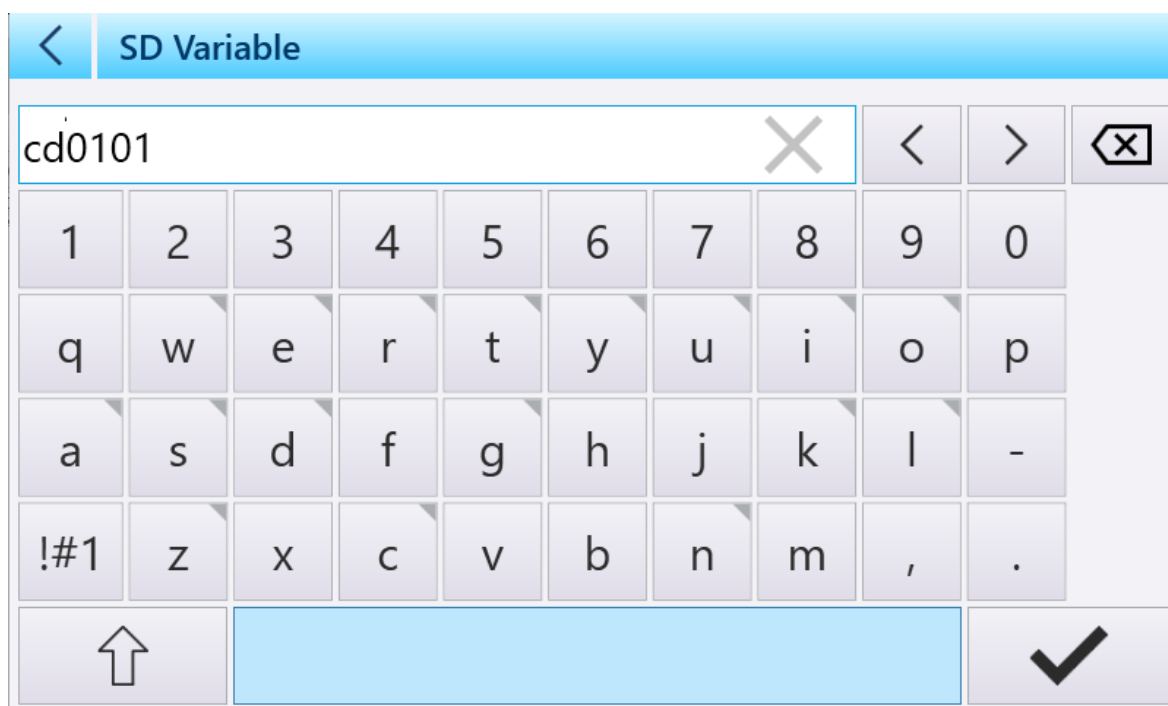 SD Variable
cd0101
1 2 3 4 5 6 7 8 9 0
q w e r t y u i o p
a s d f g h j k l -
!#1 z x c v b n m , .